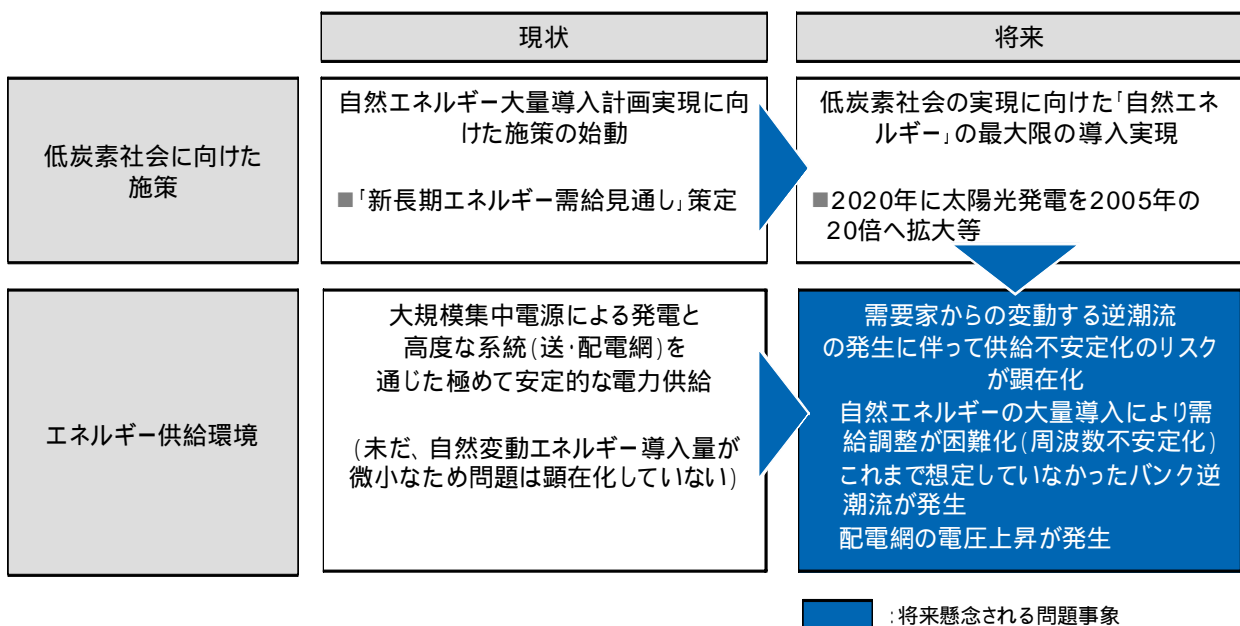 現状
将来
低炭素社会に向けた
施策
自然エネルギー大量導入計画実現に向
けた施策の始動
■「新長期エネルギー需給見通し」策定
低炭素社会の実現に向けた「自然エネ
ルギー」の最大限の導入実現
■2020年に太陽光発電を2005年の
20倍へ拡大等
エネルギー供給環境
大規模集中電源による発電と
高度な系統(送・配電網)を
通じた極めて安定的な電力供給
(未だ、自然変動エネルギー導入量が
微小なため問題は顕在化していない)
需要家からの変動する逆潮流
の発生に伴って供給不安定化のリスク
が顕在化
自然エネルギーの大量導入により需
給調整が困難化(周波数不安定化)
これまで想定していなかったバンク逆
潮流が発生
配電網の電圧上昇が発生
:将来懸念される問題事象